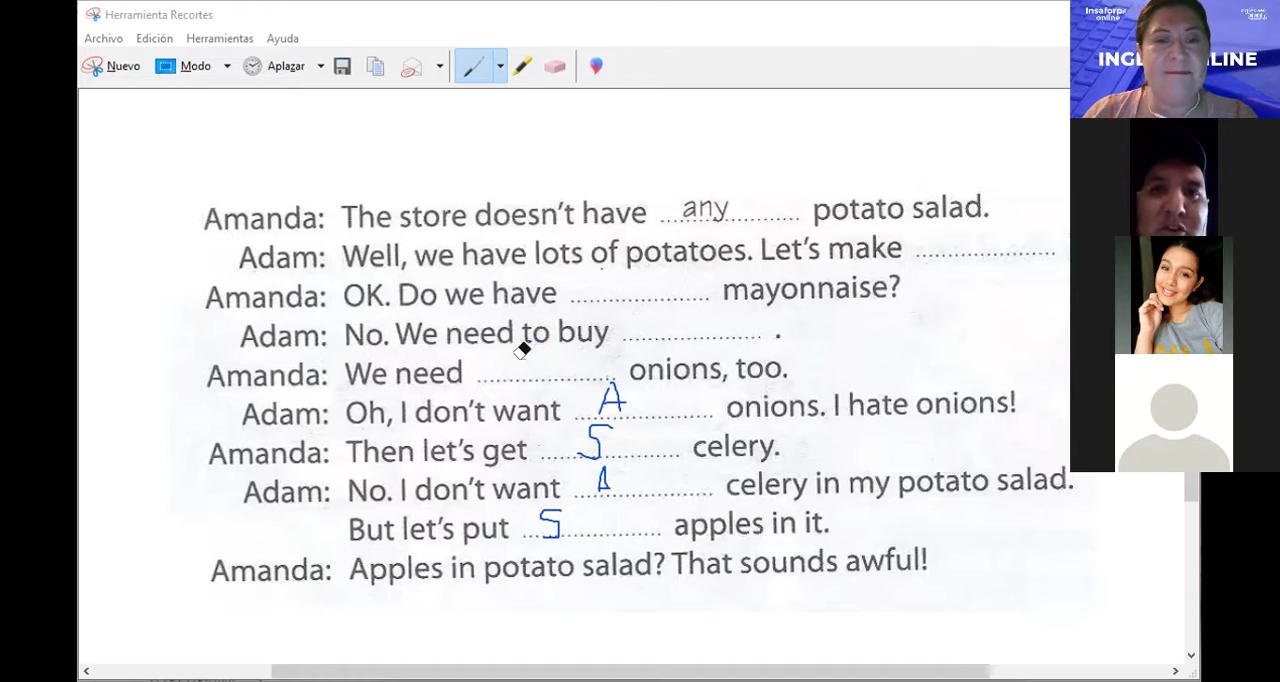 Herramienta Recortes
Archivo Edición Herramientas Ayuda
Nuevo Modo Aplazar
Insaforp online
INGL LINE
Amanda: The store doesn't have any potato salad.
Adam: Well, we have lots of potatoes. Let's make
Amanda: OK. Do we have mayonnaise?
Adam: No. We need to buy .
Amanda: We need onions, too.
Adam: Oh, I don't want A onions. I hate onions!
Amanda: Then let's get S celery.
Adam: No. I don't want A celery in my potato salad.
But let's put S apples in it.
Amanda: Apples in potato salad? That sounds awful!